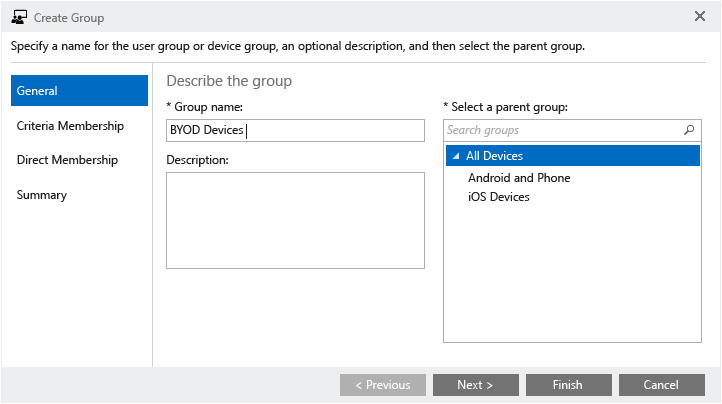 Create Group
Specify a name for the user group or device group, an optional description, and then select the parent group.
General
Criteria Membership
Direct Membership
Summary
Describe the group
* Group name:
BYOD Devices
Description:
* Select a parent group:
Search groups
All Devices
Android and Phone
iOS Devices
< Previous
Next >
Finish
Cancel